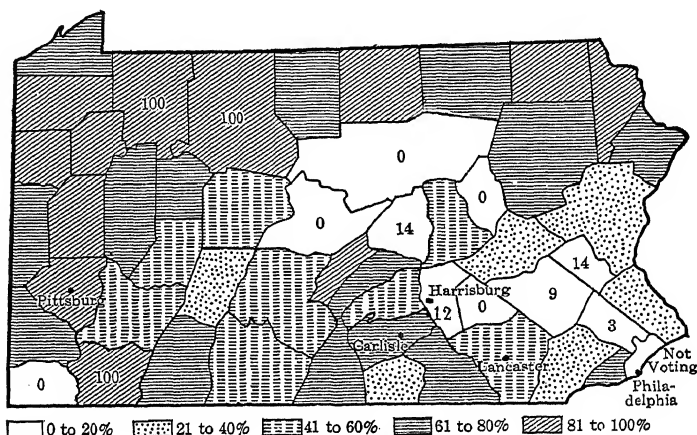 100
100
0
0
0
14
14
Pittsburg
Harrisburg
9
0
12
3
Carlisle
Lancaster
Not
Voting
0
100
Phila-
delphia
0 to 20% 21 to 40% 41 to 60% 61 to 80% 81 to 100%